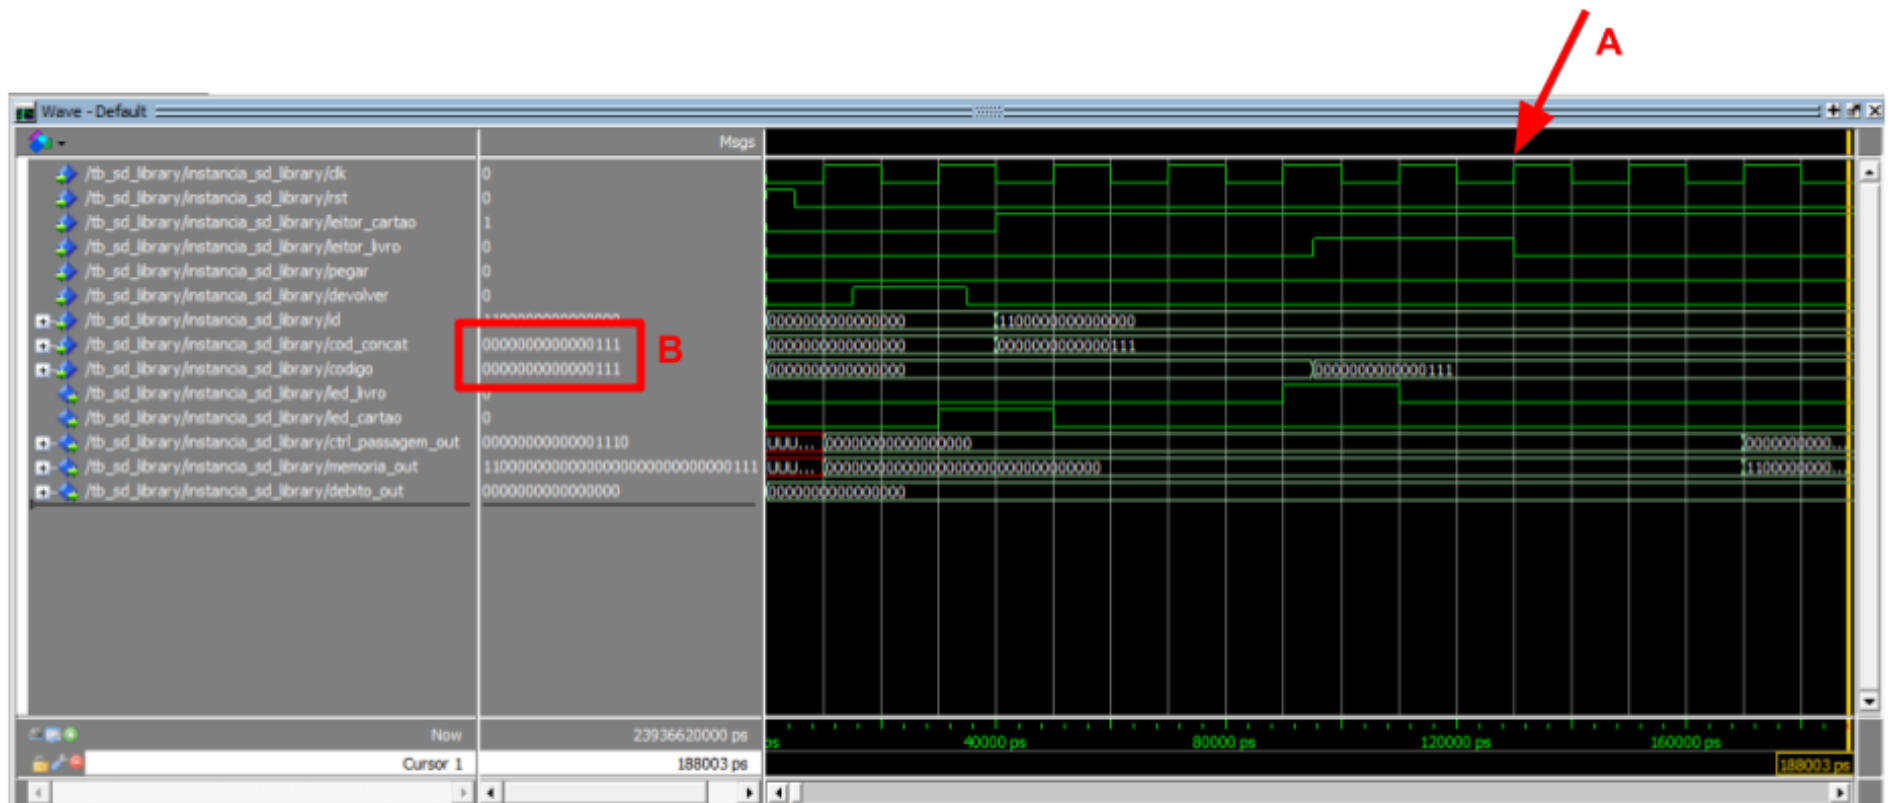 A
Wave - Default
Msgs
/tb_sd_library/instancia_sd_library/clk 0
/tb_sd_library/instancia_sd_library/rst 0
/tb_sd_library/instancia_sd_library/leitor_cartao 1
/tb_sd_library/instancia_sd_library/leitor_livro 0
/tb_sd_library/instancia_sd_library/pegar 0
/tb_sd_library/instancia_sd_library/devolver 0
/tb_sd_library/instancia_sd_library/id 1100000000000000 0000000000000000 1100000000000000
/tb_sd_library/instancia_sd_library/cod_concat 0000000000000111 B 0000000000000000 0000000000000111
/tb_sd_library/instancia_sd_library/codigo 0000000000000111 0000000000000000 0000000000000111
/tb_sd_library/instancia_sd_library/led_livro 0
/tb_sd_library/instancia_sd_library/led_cartao 0
/tb_sd_library/instancia_sd_library/ctrl_passagem_out 00000000000001110 UUU... 00000000000000000 0000000000...
/tb_sd_library/instancia_sd_library/memoria_out 11000000000000000000000000000111 UUU... 00000000000000000000000000000000 1100000000...
/tb_sd_library/instancia_sd_library/debito_out 0000000000000000 0000000000000000
Now 23936620000 ps ps 40000 ps 80000 ps 120000 ps 160000 ps
Cursor 1 188003 ps 188003 ps